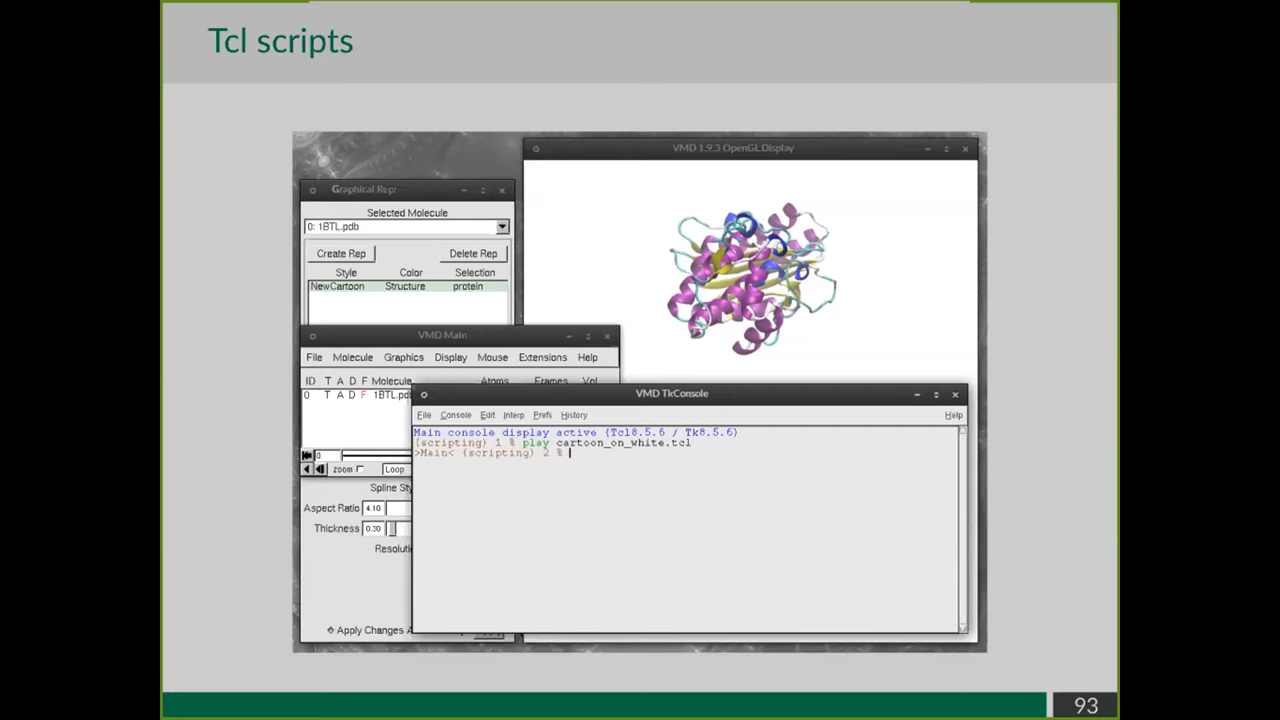 Tcl scripts
VMD 1.9.3 OpenGL Display
Graphical Repr
Selected Molecule
0: 1BTL.pdb
Create Rep
Delete Rep
Style Color Selection
NewCartoon Structure protein
VMD Main
File Molecule Graphics Display Mouse Extensions Help
ID T A D F Molecule Atoms Frames Vol
0 T A D F 1BTL.pd
0
zoom Loop
Spline Sty
Aspect Ratio 4.10
Thickness 0.30
Resoluti
Apply Changes A
VMD TkConsole
File Console Edit Interp Prefs History Help
Main console display active (Tcl8.5.6 / Tk8.5.6)
(scripting) 1 % play cartoon_on_white.tcl
>Main< (scripting) 2 %
93